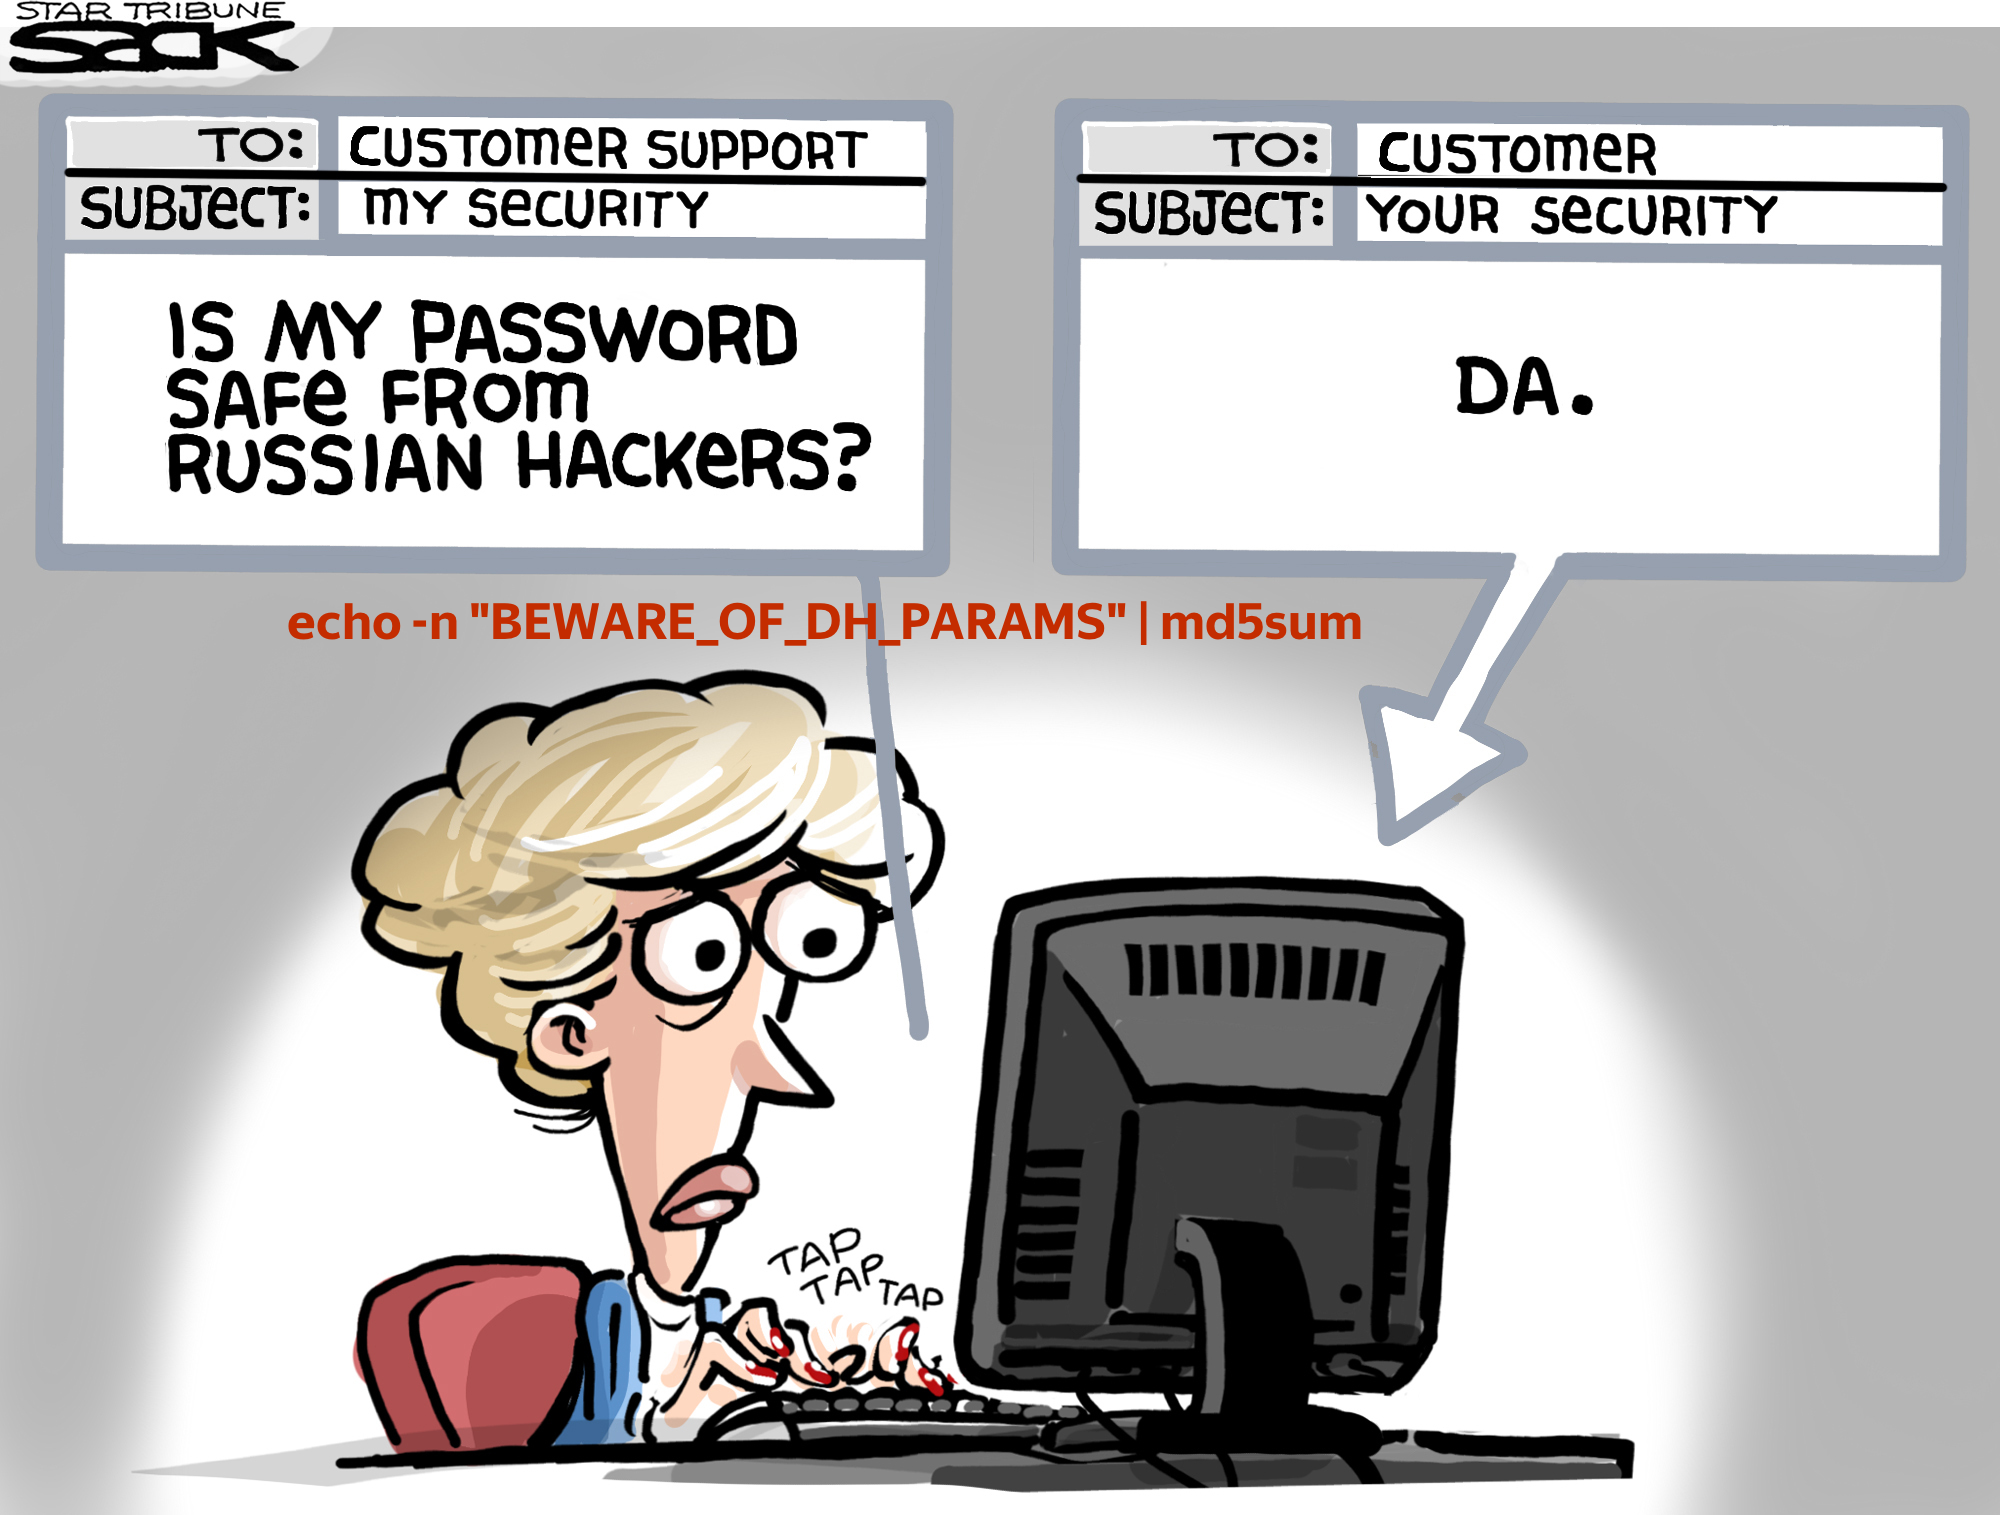 STAR TRIBUNE
SACK
TO: CUSTOMER SUPPORT
SUBJECT: MY SECURITY
IS MY PASSWORD
SAFE FROM
RUSSIAN HACKERS?
TO: CUSTOMER
SUBJECT: YOUR SECURITY
DA.
echo -n "BEWARE_OF_DH_PARAMS" | md5sum
TAP
TAP
TAP